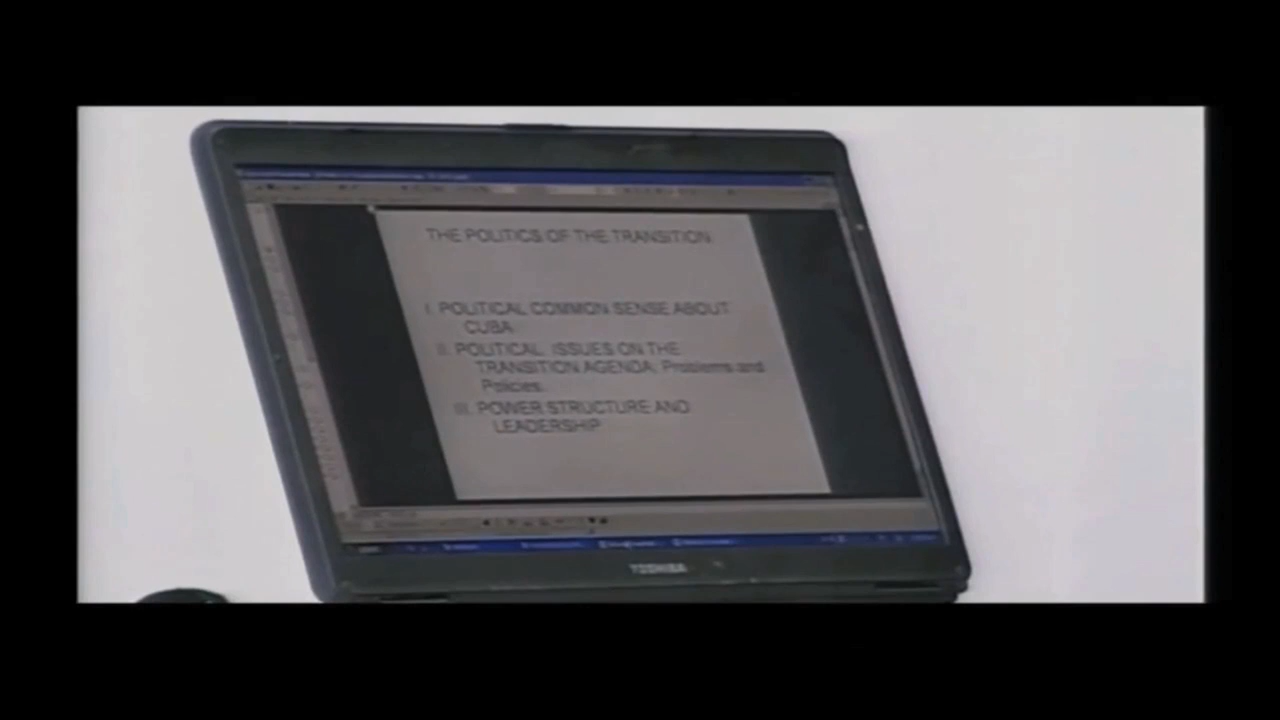 THE POLITICS OF THE TRANSITION
I. POLITICAL COMMON SENSE ABOUT
CUBA
II. POLITICAL ISSUES ON THE
TRANSITION AGENDA: Problems and
Policies.
III. POWER STRUCTURE AND
LEADERSHIP
TOSHIBA